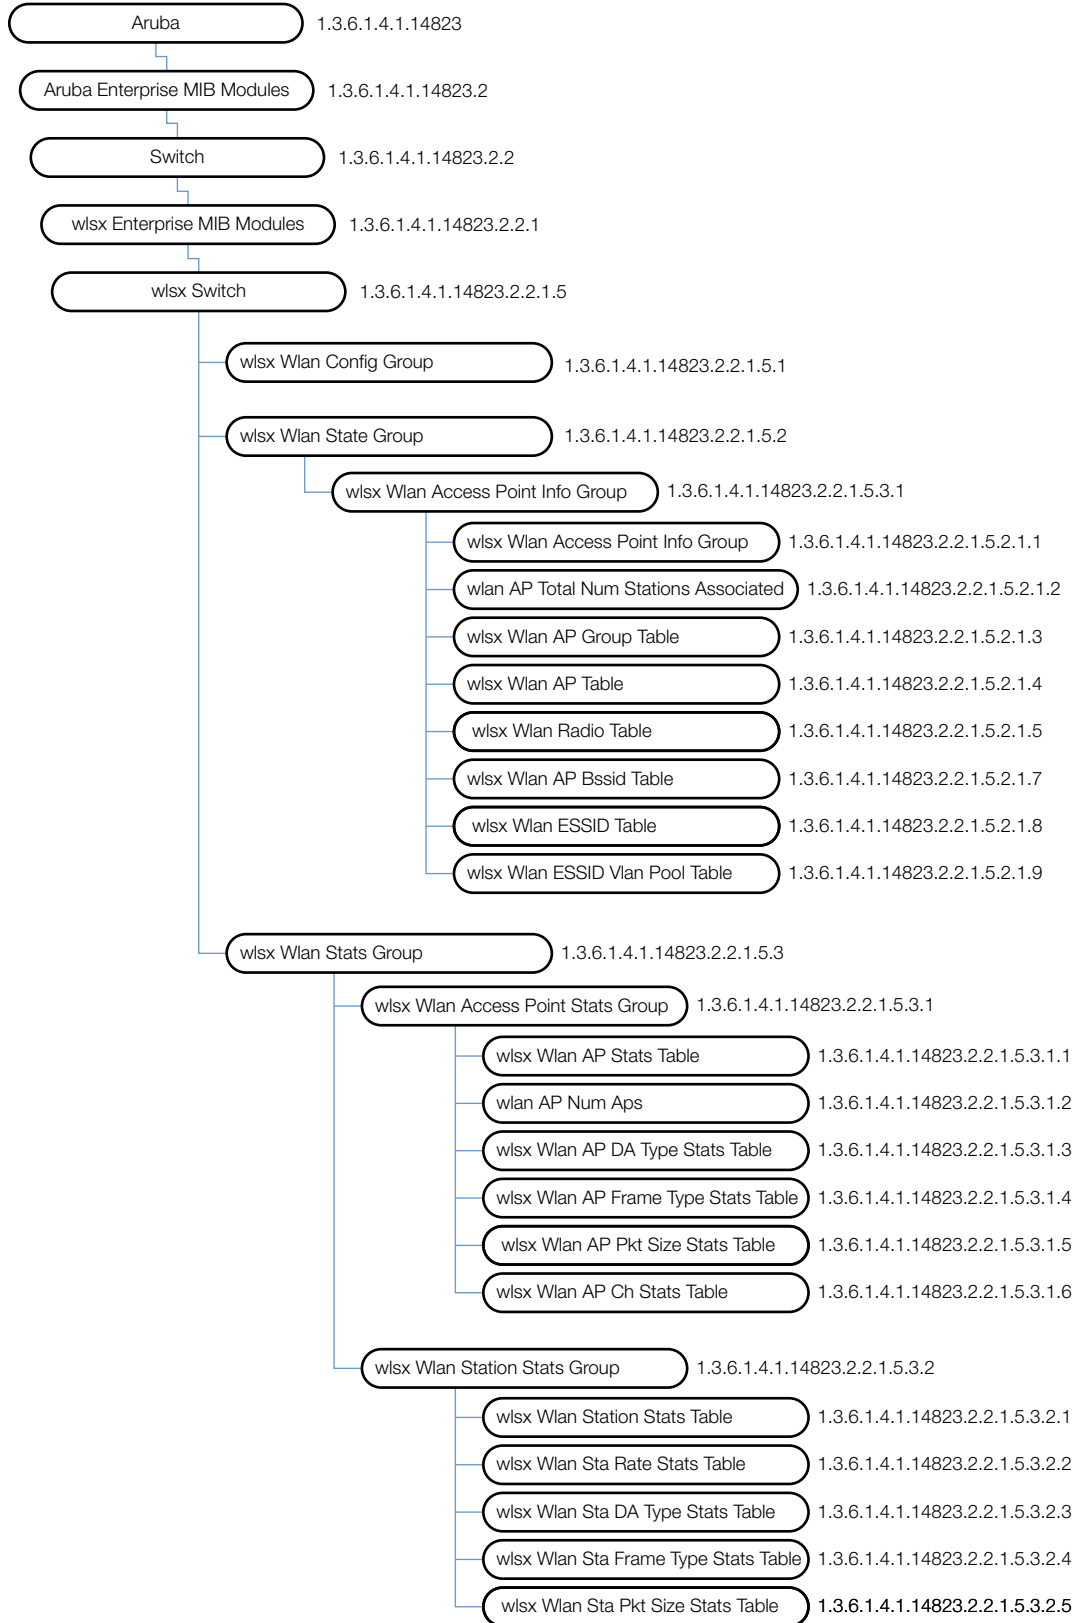 Aruba 1.3.6.1.4.1.14823
Aruba Enterprise MIB Modules 1.3.6.1.4.1.14823.2
Switch 1.3.6.1.4.1.14823.2.2
wlsx Enterprise MIB Modules 1.3.6.1.4.1.14823.2.2.1
wlsx Switch 1.3.6.1.4.1.14823.2.2.1.5
wlsx Wlan Config Group 1.3.6.1.4.1.14823.2.2.1.5.1
wlsx Wlan State Group 1.3.6.1.4.1.14823.2.2.1.5.2
wlsx Wlan Access Point Info Group 1.3.6.1.4.1.14823.2.2.1.5.3.1
wlsx Wlan Access Point Info Group 1.3.6.1.4.1.14823.2.2.1.5.2.1.1
wlan AP Total Num Stations Associated 1.3.6.1.4.1.14823.2.2.1.5.2.1.2
wlsx Wlan AP Group Table 1.3.6.1.4.1.14823.2.2.1.5.2.1.3
wlsx Wlan AP Table 1.3.6.1.4.1.14823.2.2.1.5.2.1.4
wlsx Wlan Radio Table 1.3.6.1.4.1.14823.2.2.1.5.2.1.5
wlsx Wlan AP Bssid Table 1.3.6.1.4.1.14823.2.2.1.5.2.1.7
wlsx Wlan ESSID Table 1.3.6.1.4.1.14823.2.2.1.5.2.1.8
wlsx Wlan ESSID Vlan Pool Table 1.3.6.1.4.1.14823.2.2.1.5.2.1.9
wlsx Wlan Stats Group 1.3.6.1.4.1.14823.2.2.1.5.3
wlsx Wlan Access Point Stats Group 1.3.6.1.4.1.14823.2.2.1.5.3.1
wlsx Wlan AP Stats Table 1.3.6.1.4.1.14823.2.2.1.5.3.1.1
wlan AP Num Aps 1.3.6.1.4.1.14823.2.2.1.5.3.1.2
wlsx Wlan AP DA Type Stats Table 1.3.6.1.4.1.14823.2.2.1.5.3.1.3
wlsx Wlan AP Frame Type Stats Table 1.3.6.1.4.1.14823.2.2.1.5.3.1.4
wlsx Wlan AP Pkt Size Stats Table 1.3.6.1.4.1.14823.2.2.1.5.3.1.5
wlsx Wlan AP Ch Stats Table 1.3.6.1.4.1.14823.2.2.1.5.3.1.6
wlsx Wlan Station Stats Group 1.3.6.1.4.1.14823.2.2.1.5.3.2
wlsx Wlan Station Stats Table 1.3.6.1.4.1.14823.2.2.1.5.3.2.1
wlsx Wlan Sta Rate Stats Table 1.3.6.1.4.1.14823.2.2.1.5.3.2.2
wlsx Wlan Sta DA Type Stats Table 1.3.6.1.4.1.14823.2.2.1.5.3.2.3
wlsx Wlan Sta Frame Type Stats Table 1.3.6.1.4.1.14823.2.2.1.5.3.2.4
wlsx Wlan Sta Pkt Size Stats Table 1.3.6.1.4.1.14823.2.2.1.5.3.2.5